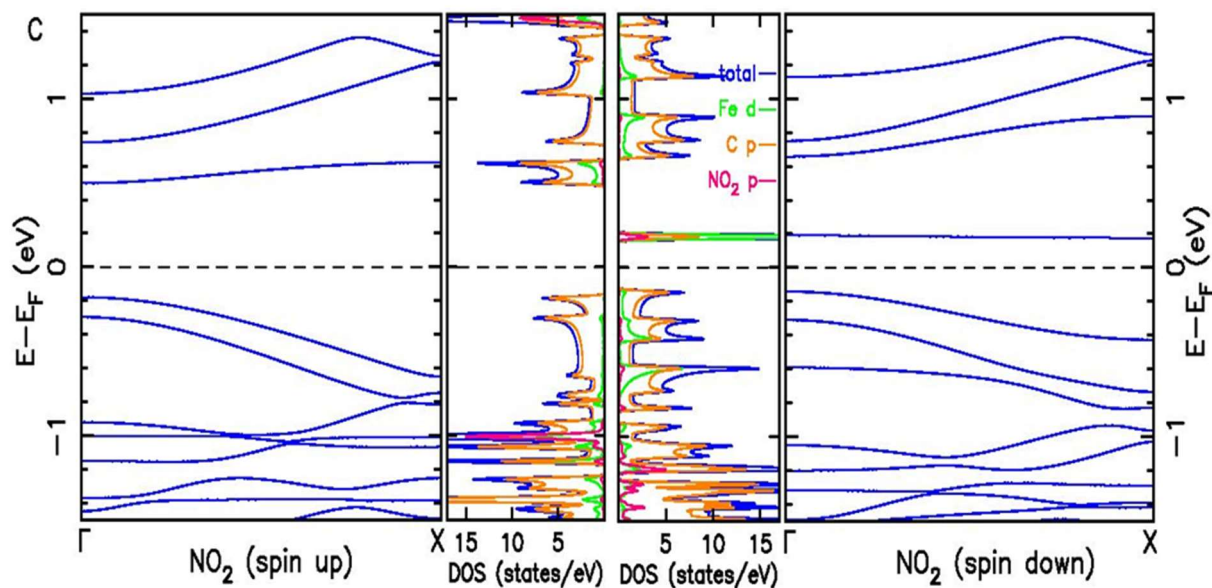 C
E−E_F (eV)
1
0
−1
Γ
X
NO₂ (spin up)
15 10 5
DOS (states/eV)
total
Fe d
C p
NO₂ p
5 10 15
DOS (states/eV)
1
0
−1
E−E_F (eV)
Γ
X
NO₂ (spin down)